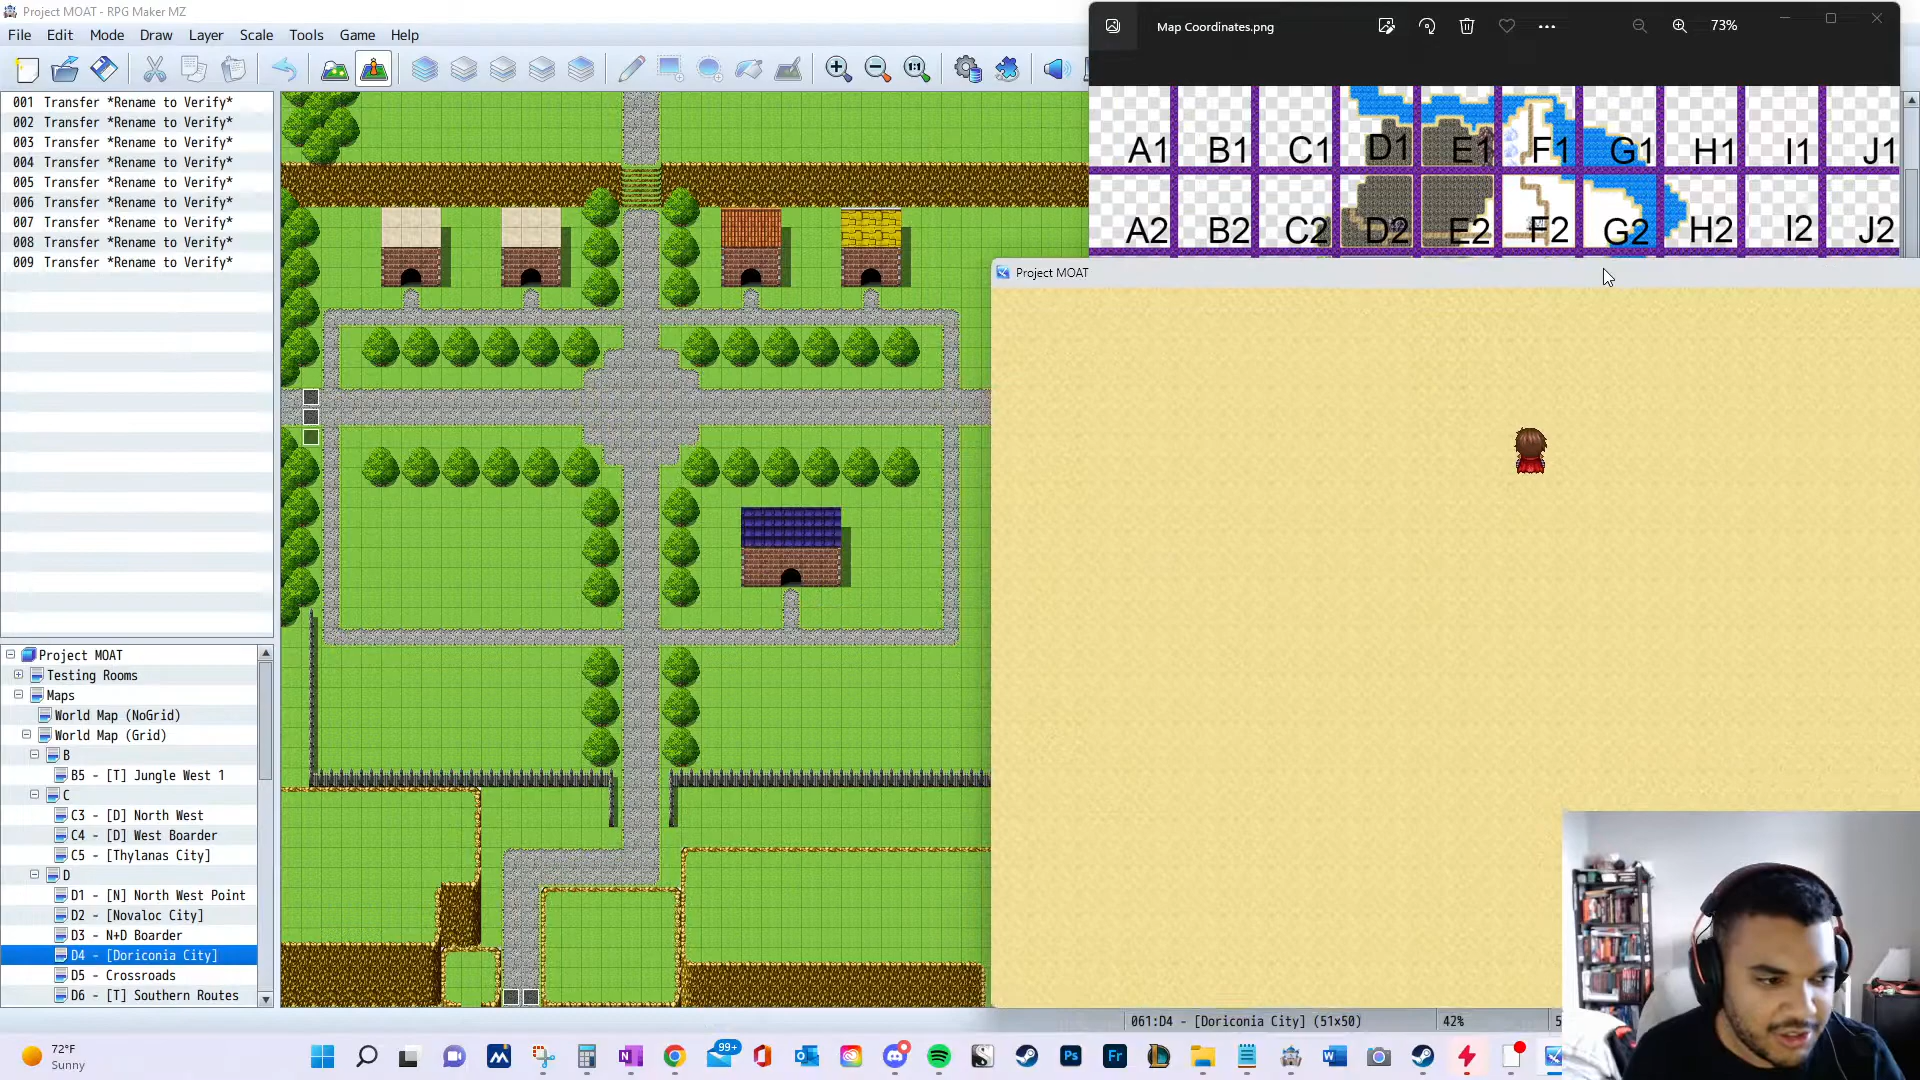 Project MOAT - RPG Maker MZ
File Edit Mode Draw Layer Scale Tools Game Help
1:1
001 Transfer *Rename to Verify*
002 Transfer *Rename to Verify*
003 Transfer *Rename to Verify*
004 Transfer *Rename to Verify*
005 Transfer *Rename to Verify*
006 Transfer *Rename to Verify*
007 Transfer *Rename to Verify*
008 Transfer *Rename to Verify*
009 Transfer *Rename to Verify*
Project MOAT
Testing Rooms
Maps
World Map (NoGrid)
World Map (Grid)
B
B5 - [T] Jungle West 1
C
C3 - [D] North West
C4 - [D] West Boarder
C5 - [Thylanas City]
D
D1 - [N] North West Point
D2 - [Novaloc City]
D3 - N+D Boarder
D4 - [Doriconia City]
D5 - Crossroads
D6 - [T] Southern Routes
Map Coordinates.png
73%
A1 B1 C1 D1 E1 F1 G1 H1 I1 J1
A2 B2 C2 D2 E2 F2 G2 H2 I2 J2
Project MOAT
061:D4 - [Doriconia City] (51×50)
42%
72°F
Sunny
99+
N
S
Ps
Fr
W